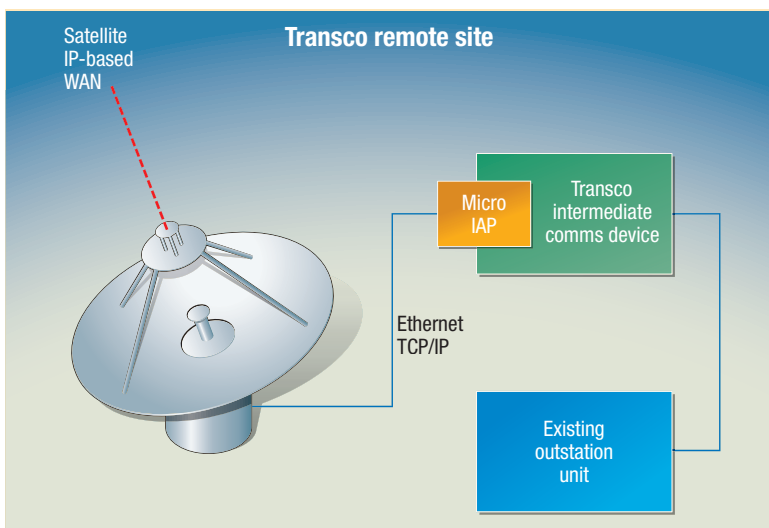 Transco remote site
Satellite
IP-based
WAN
Micro
IAP
Transco
intermediate
comms device
Ethernet
TCP/IP
Existing
outstation
unit